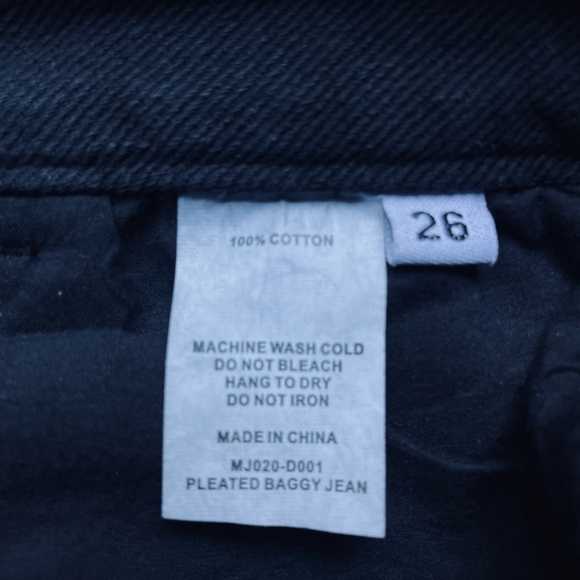 100% COTTON
26
MACHINE WASH COLD
DO NOT BLEACH
HANG TO DRY
DO NOT IRON
MADE IN CHINA
MJ020-D001
PLEATED BAGGY JEAN